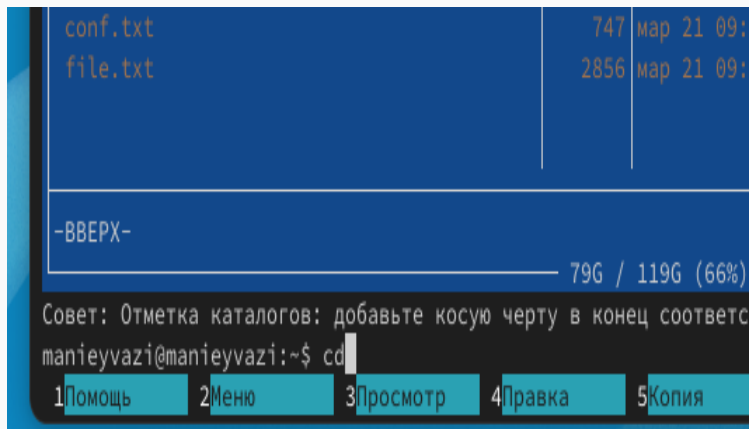 conf.txt 747 мар 21 09:
file.txt 2856 мар 21 09:
-ВВЕРХ-
79G / 119G (66%)
Совет: Отметка каталогов: добавьте косую черту в конец соответс
manieyvazi@manieyvazi:~$ cd
1Помощь 2Меню 3Просмотр 4Правка 5Копия